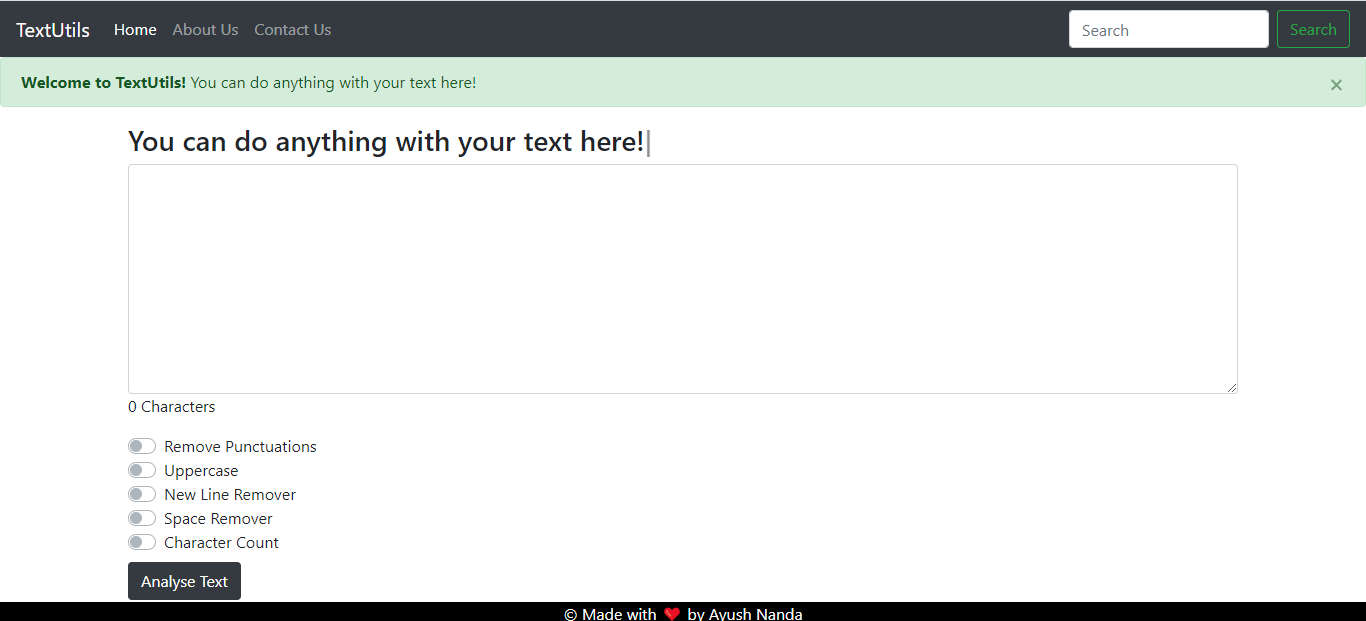 TextUtils Home About Us Contact Us Search Search
Welcome to TextUtils! You can do anything with your text here! ×
You can do anything with your text here!|
0 Characters
Remove Punctuations
Uppercase
New Line Remover
Space Remover
Character Count
Analyse Text
© Made with ❤ by Ayush Nanda